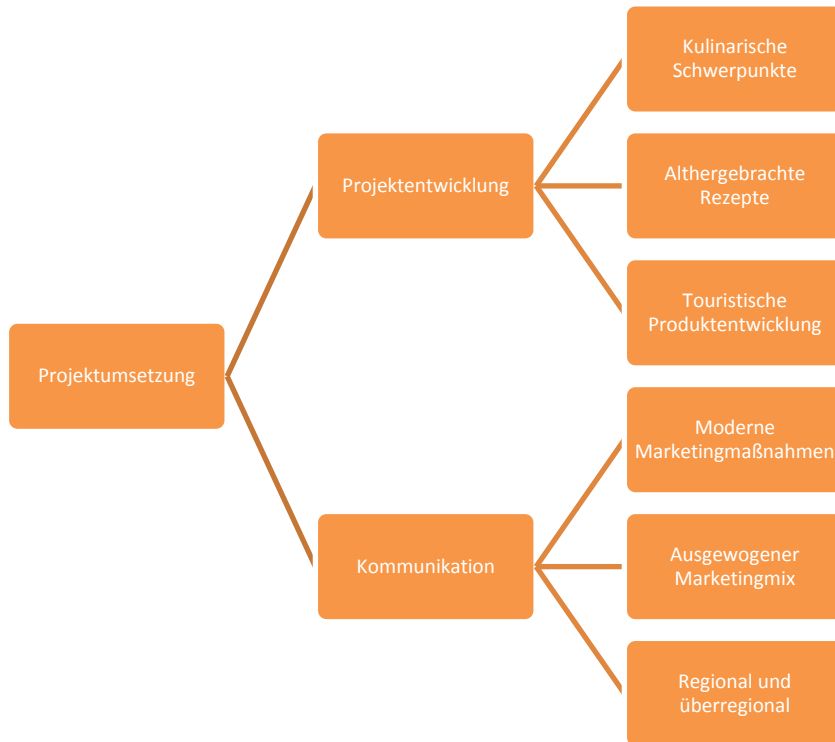 Projektumsetzung
Projektentwicklung
Kulinarische
Schwerpunkte
Althergebrachte
Rezepte
Touristische
Produktentwicklung
Kommunikation
Moderne
Marketingmaßnahmen
Ausgewogener
Marketingmix
Regional und
überregional